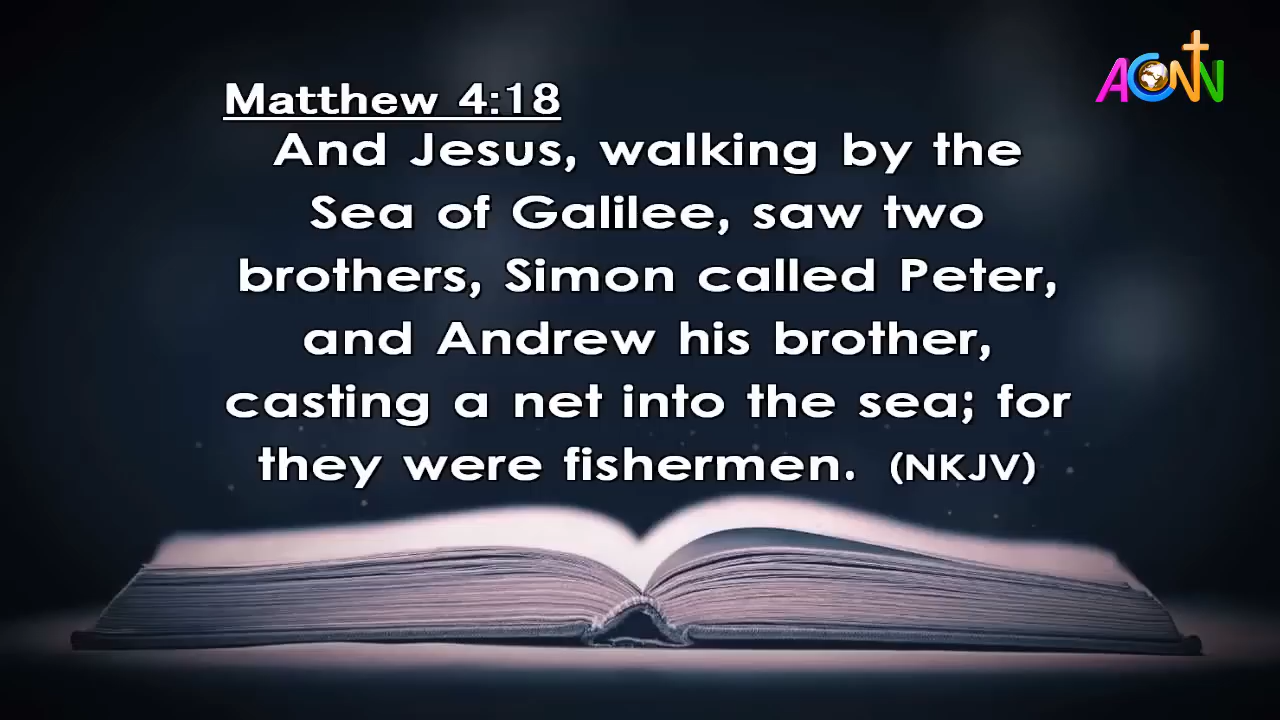 ACNN
Matthew 4:18
And Jesus, walking by the
Sea of Galilee, saw two
brothers, Simon called Peter,
and Andrew his brother,
casting a net into the sea; for
they were fishermen. (NKJV)